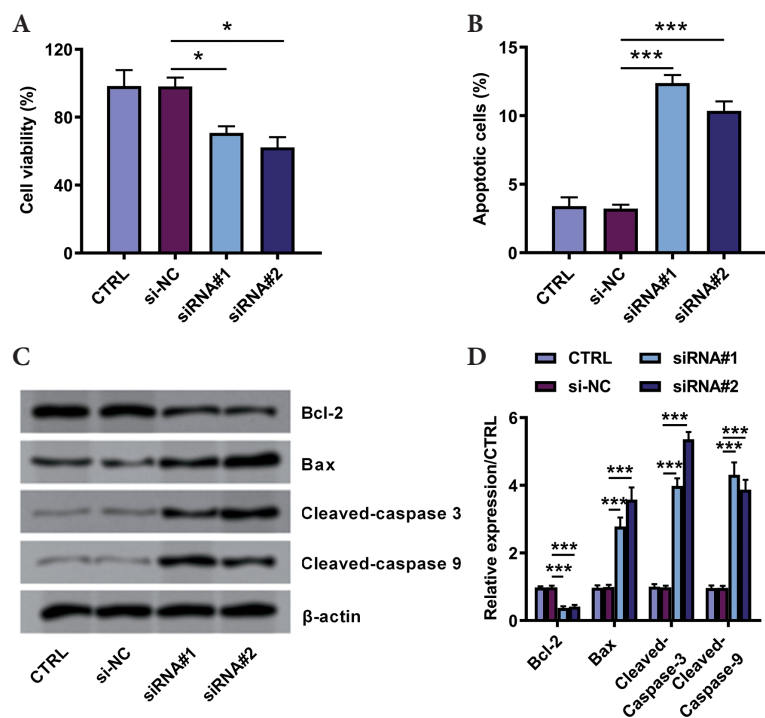 A
Cell viability (%)
120
80
60
40
0
*
*
CTRL
si-NC
siRNA#1
siRNA#2
B
Apoptotic cells (%)
15
10
5
0
***
***
CTRL
si-NC
siRNA#1
siRNA#2
C
Bcl-2
Bax
Cleaved-caspase 3
Cleaved-caspase 9
β-actin
CTRL
si-NC
siRNA#1
siRNA#2
D
CTRL
siRNA#1
si-NC
siRNA#2
Relative expression/CTRL
6
4
2
0
***
***
***
***
***
***
***
***
Bcl-2
Bax
Cleaved-
Caspase-3
Cleaved-
Caspase-9